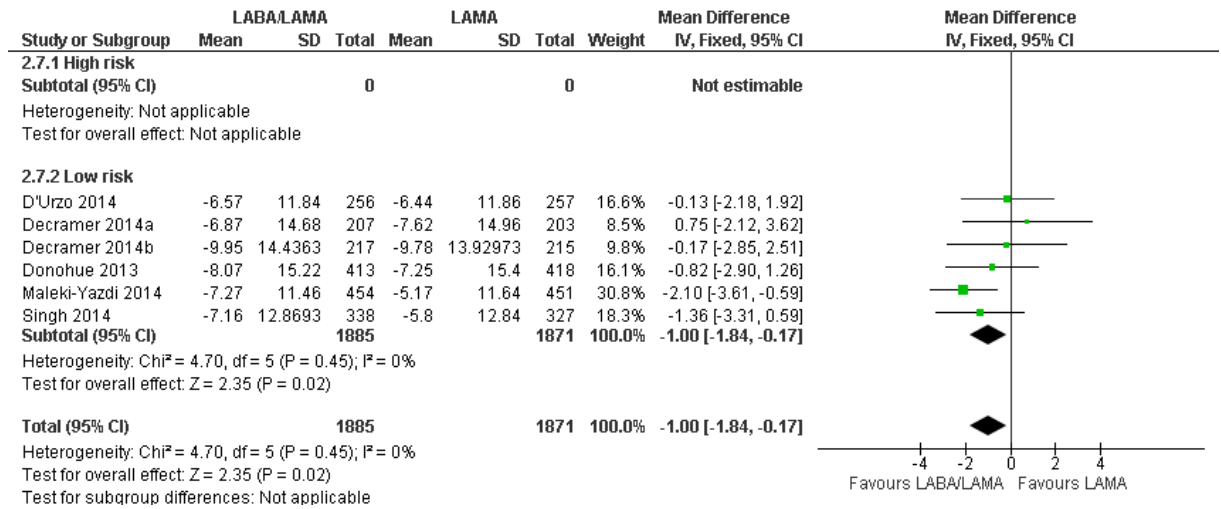 LABA/LAMA LAMA Mean Difference Mean Difference
Study or Subgroup Mean SD Total Mean SD Total Weight IV, Fixed, 95% CI IV, Fixed, 95% CI
2.7.1 High risk
Subtotal (95% CI) 0 0 Not estimable
Heterogeneity: Not applicable
Test for overall effect: Not applicable
2.7.2 Low risk
D'Urzo 2014 -6.57 11.84 256 -6.44 11.86 257 16.6% -0.13 [-2.18, 1.92]
Decramer 2014a -6.87 14.68 207 -7.62 14.96 203 8.5% 0.75 [-2.12, 3.62]
Decramer 2014b -9.95 14.4363 217 -9.78 13.92973 215 9.8% -0.17 [-2.85, 2.51]
Donohue 2013 -8.07 15.22 413 -7.25 15.4 418 16.1% -0.82 [-2.90, 1.26]
Maleki-Yazdi 2014 -7.27 11.46 454 -5.17 11.64 451 30.8% -2.10 [-3.61, -0.59]
Singh 2014 -7.16 12.8693 338 -5.8 12.84 327 18.3% -1.36 [-3.31, 0.59]
Subtotal (95% CI) 1885 1871 100.0% -1.00 [-1.84, -0.17]
Heterogeneity: Chi² = 4.70, df = 5 (P = 0.45); I² = 0%
Test for overall effect: Z = 2.35 (P = 0.02)
Total (95% CI) 1885 1871 100.0% -1.00 [-1.84, -0.17]
Heterogeneity: Chi² = 4.70, df = 5 (P = 0.45); I² = 0%
Test for overall effect: Z = 2.35 (P = 0.02)
Test for subgroup differences: Not applicable
-4 -2 0 2 4
Favours LABA/LAMA Favours LAMA